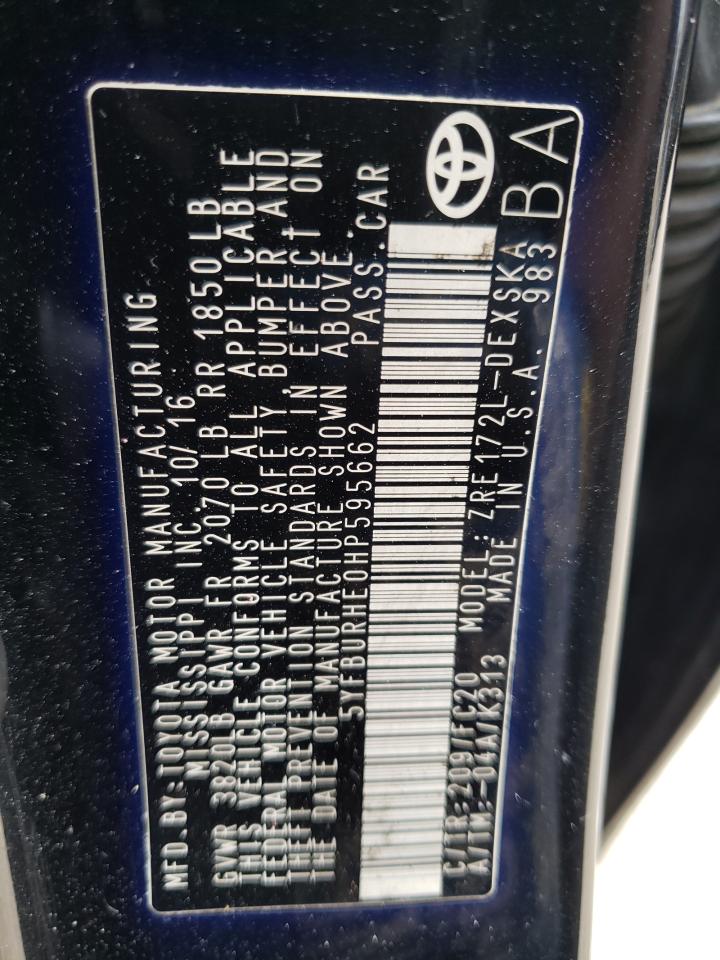 MFD.BY:TOYOTA MOTOR MANUFACTURING
MISSISSIPPI INC. 10/16
GVWR 3820LB GAWR FR 2070 LB RR 1850 LB
THIS VEHICLE CONFORMS TO ALL APPLICABLE
FEDERAL MOTOR VEHICLE SAFETY BUMPER AND
THEFT PREVENTION STANDARDS IN EFFECT ON
THE DATE OF MANUFACTURE SHOWN ABOVE.
5YFBURHE0HP595662 PASS.CAR
C/TR:209/FC20 MODEL:ZRE172L-DEXSKA
A/TM:-04A/K313 MADE IN U.S.A. 983
BA